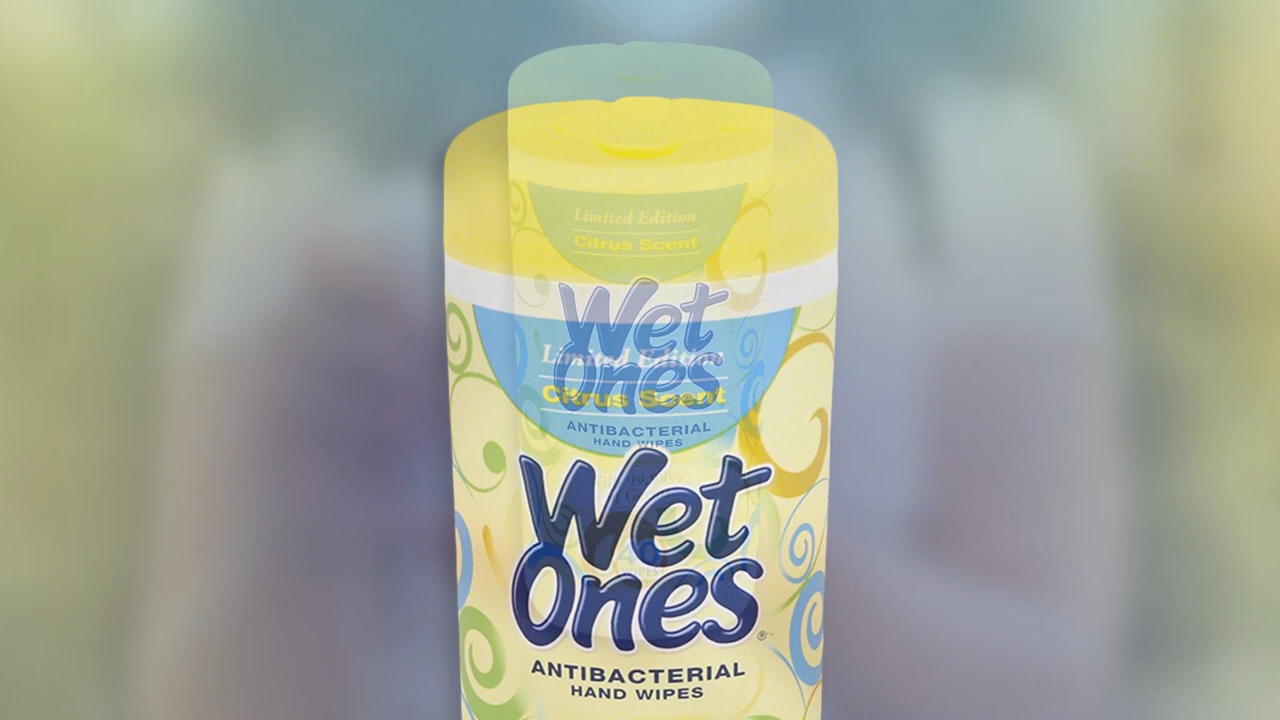 Limited Edition
Citrus Scent
Wet
Ones
ANTIBACTERIAL
HAND WIPES
Limited Edition
Citrus Scent
Wet
Ones
®
ANTIBACTERIAL
HAND WIPES